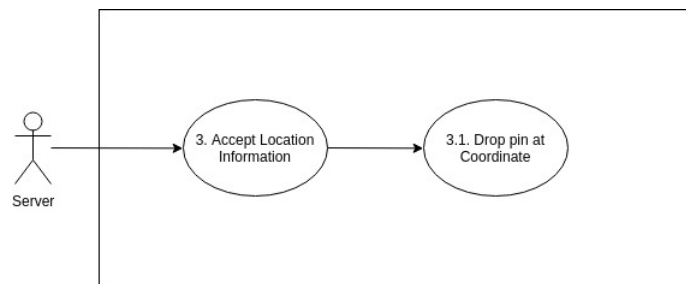 3. Accept Location
Information
3.1. Drop pin at
Coordinate
Server